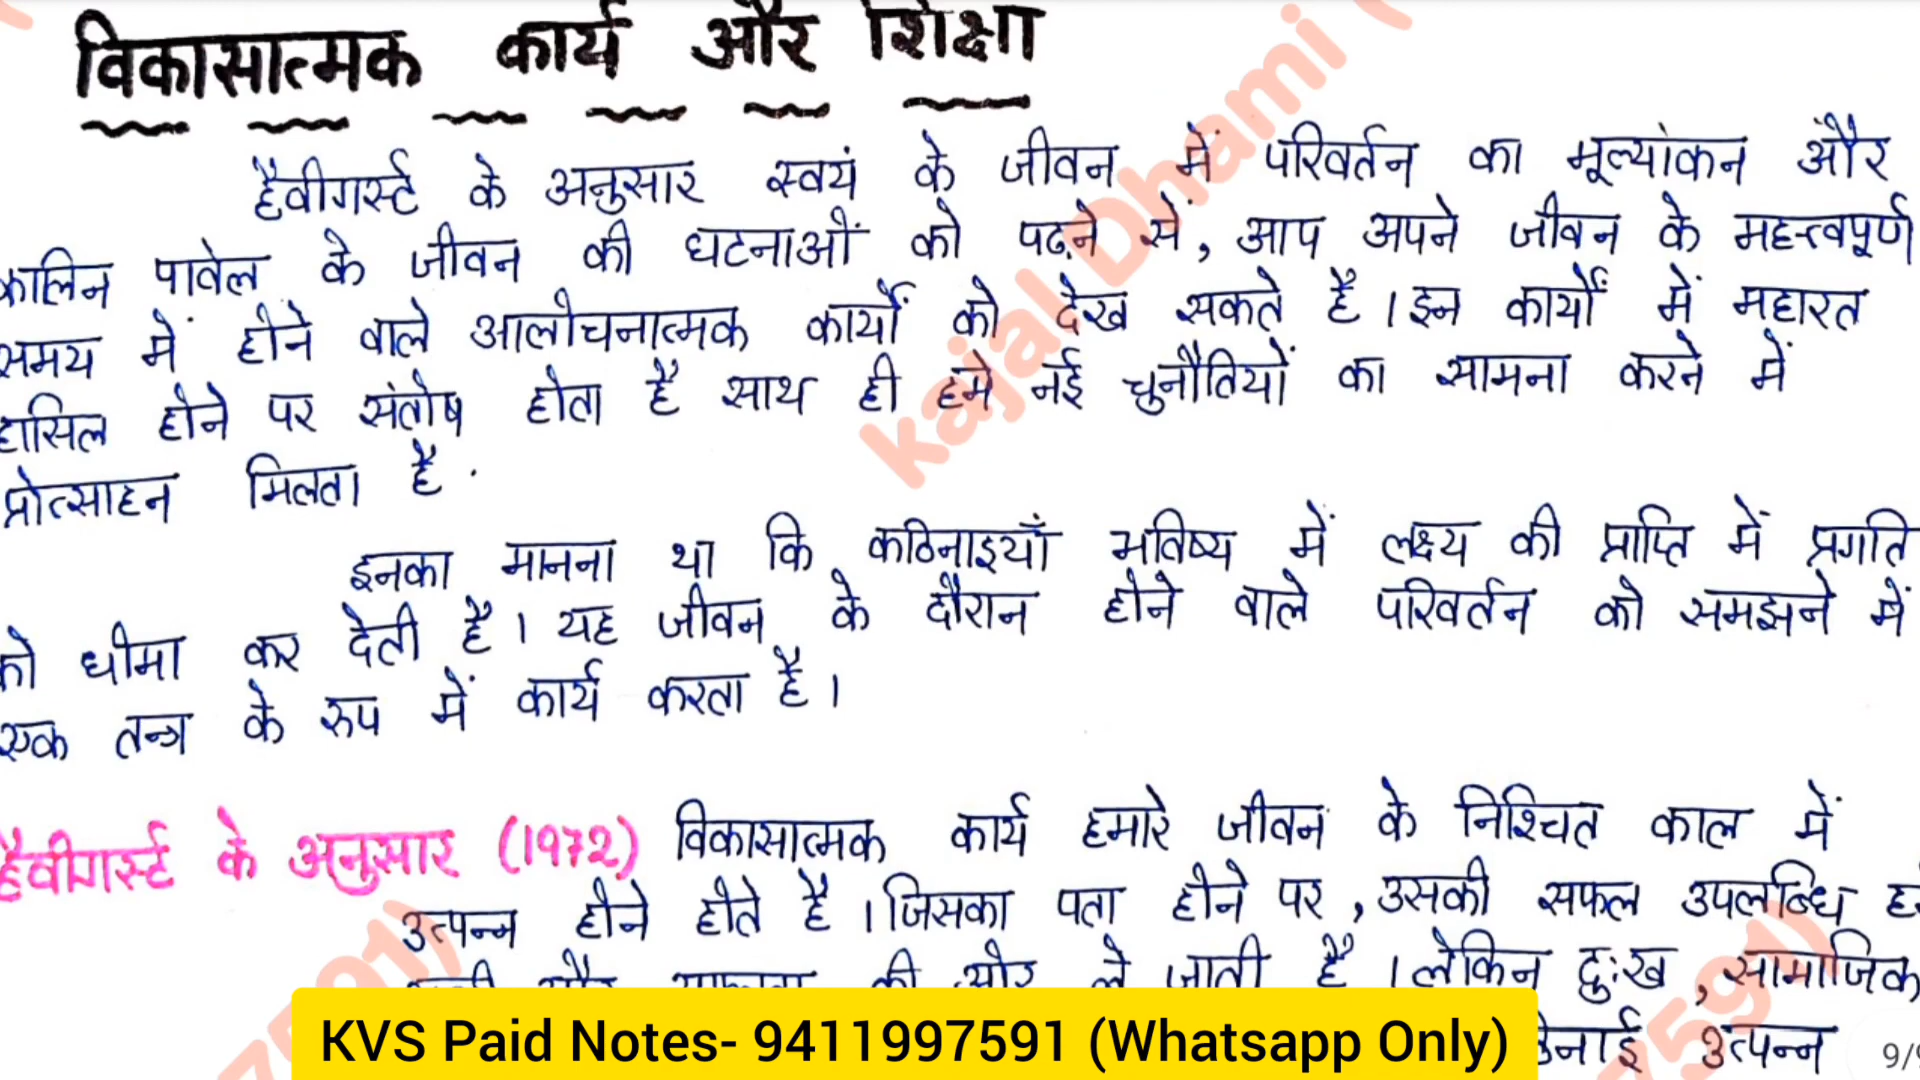 विकासात्मक कार्य और शिक्षा
हैवीगर्स्ट के अनुसार स्वयं के जीवन में परिवर्तन का मूल्यांकन और
कालिन पावेल के जीवन की घटनाओं को पढ़ने से, आप अपने जीवन के महत्त्वपूर्ण
समय में होने वाले आलोचनात्मक कार्यों को देख सकते है । इन कार्यों में महारत
हासिल होने पर संतोष होता है साथ ही हमे नई चुनौतियों का सामना करने में
प्रोत्साहन मिलता है .
इनका मानना था कि कठिनाइयाँ भविष्य में लक्ष्य की प्राप्ति में प्रगति
को धीमा कर देती है । यह जीवन के दौरान होने वाले परिवर्तन को समझने में
एक तन्त्र के रुप में कार्य करता है ।
हैवीगर्स्ट के अनुसार (1972) विकासात्मक कार्य हमारे जीवन के निश्चित काल में
उत्पन्न होने होते है । जिसका पता होने पर , उसकी सफल उपलब्धि
और की ओर ले जाती है । लेकिन दुःख , सामाजिक
उत्पन्न
KVS Paid Notes- 9411997591 (Whatsapp Only)
kajal Dhami